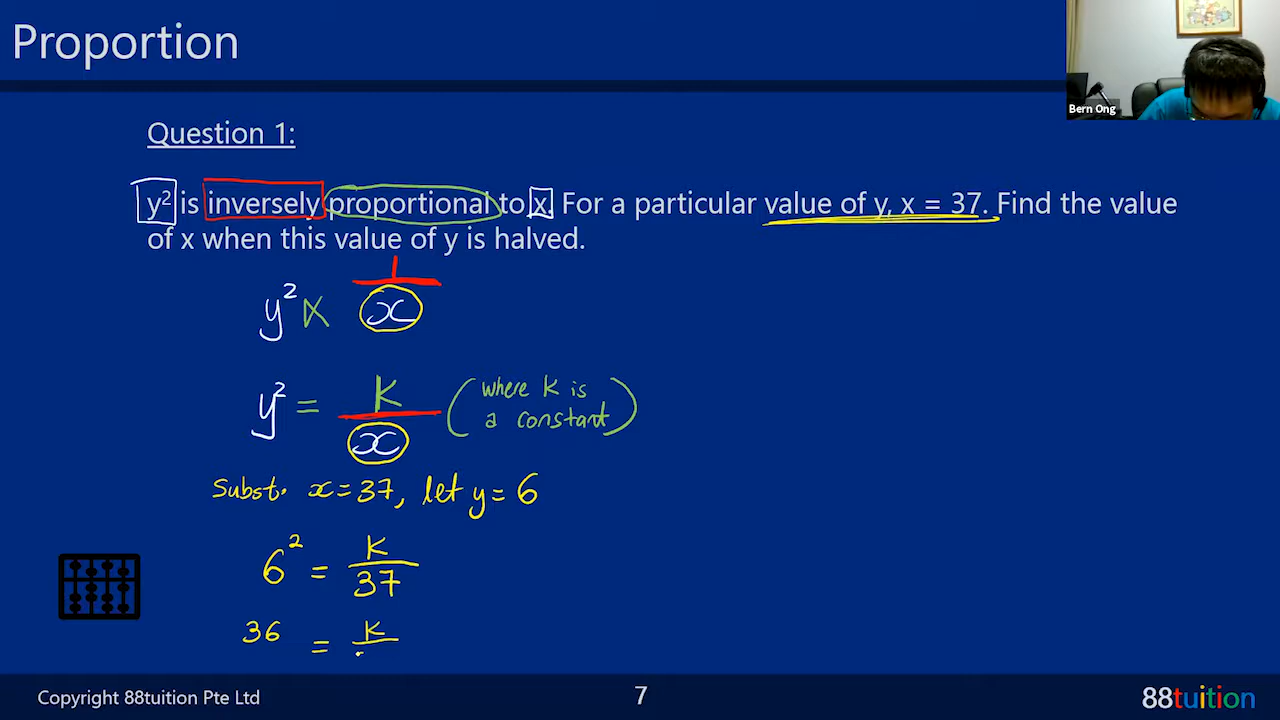 Proportion
Bern Ong
Question 1:
y² is inversely proportional to x. For a particular value of y, x = 37. Find the value
of x when this value of y is halved.
y² ∝ 1/x
y² = k/x (where k is a constant)
Subst. x = 37, let y = 6
6² = k/37
36 = k/
Copyright 88tuition Pte Ltd
7
88tuition